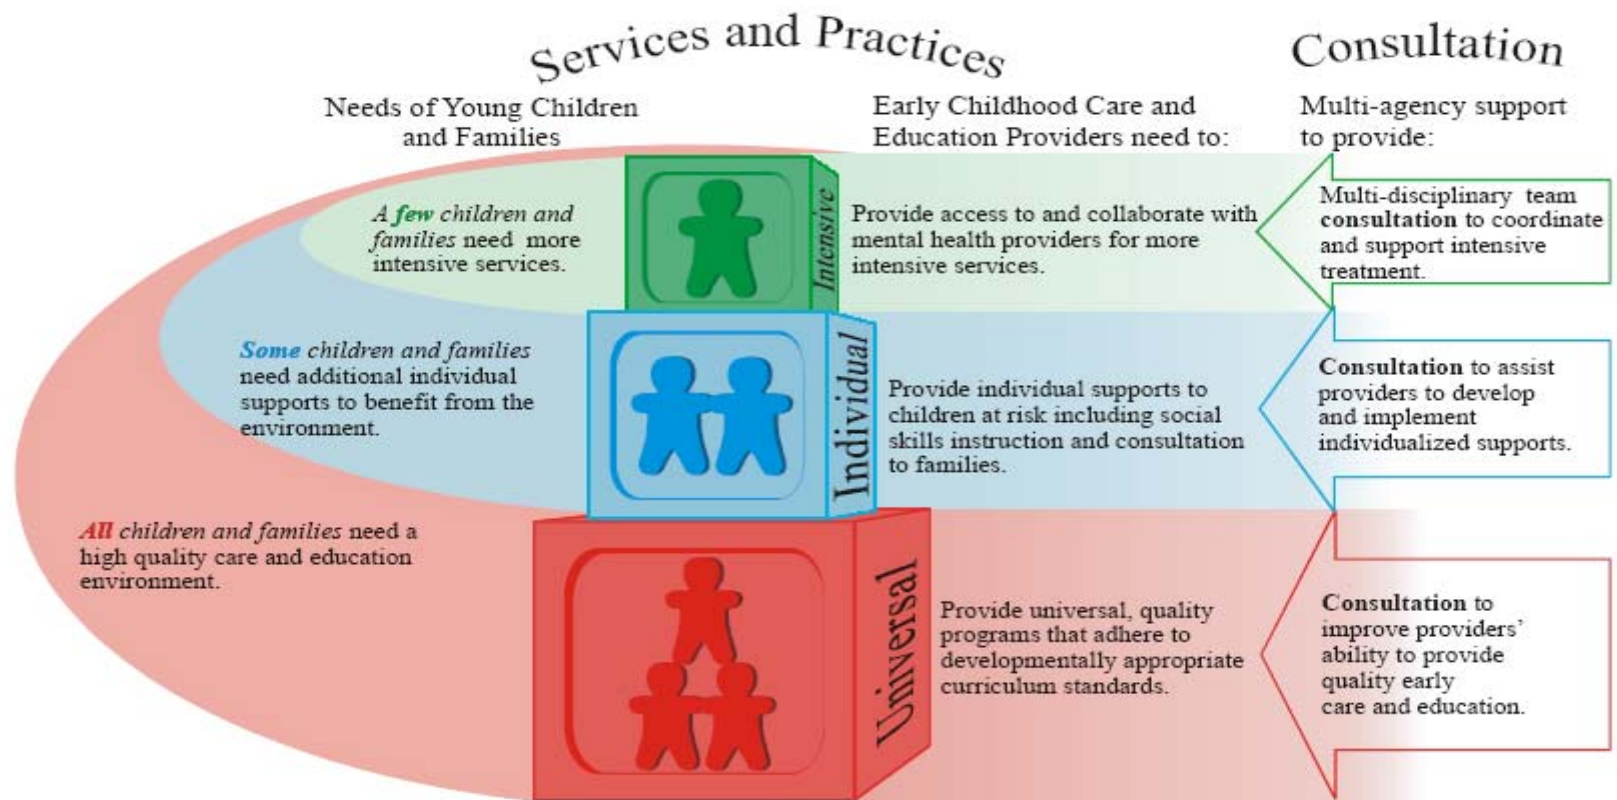 Services and Practices
Consultation
Needs of Young Children
and Families
Early Childhood Care and
Education Providers need to:
Multi-agency support
to provide:
A few children and
families need more
intensive services.
Intensive
Provide access to and collaborate with
mental health providers for more
intensive services.
Multi-disciplinary team
consultation to coordinate
and support intensive
treatment.
Some children and families
need additional individual
supports to benefit from the
environment.
Individual
Provide individual supports to
children at risk including social
skills instruction and consultation
to families.
Consultation to assist
providers to develop
and implement
individualized supports.
All children and families need a
high quality care and education
environment.
Universal
Provide universal, quality
programs that adhere to
developmentally appropriate
curriculum standards.
Consultation to
improve providers’
ability to provide
quality early
care and education.